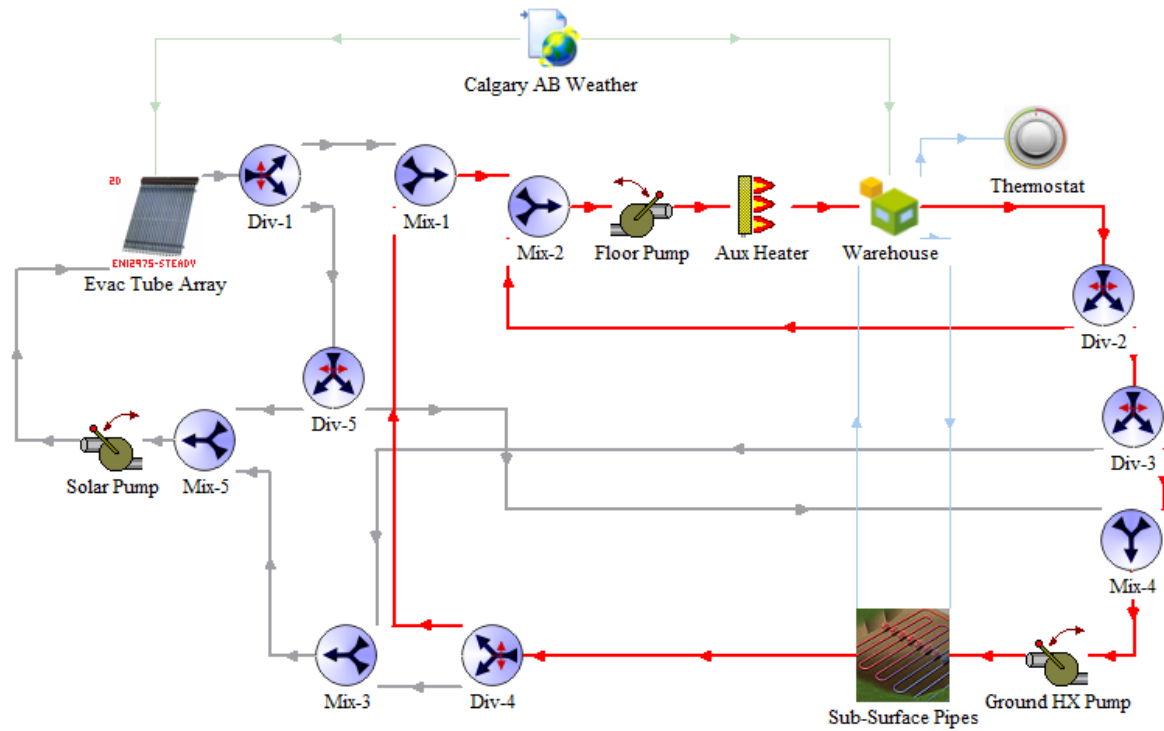 Calgary AB Weather
Thermostat
2D
EN12975-STEADY
Evac Tube Array
Div-1
Mix-1
Mix-2
Floor Pump
Aux Heater
Warehouse
Div-2
Div-5
Div-3
Solar Pump
Mix-5
Mix-4
Mix-3
Div-4
Sub-Surface Pipes
Ground HX Pump